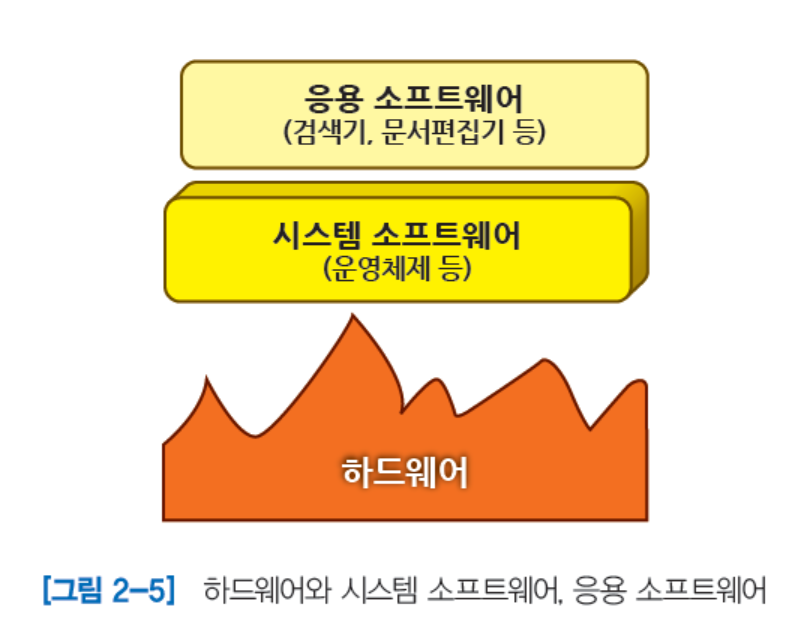 응용 소프트웨어
(검색기, 문서편집기 등)
시스템 소프트웨어
(운영체제 등)
하드웨어
[그림 2-5] 하드웨어와 시스템 소프트웨어, 응용 소프트웨어